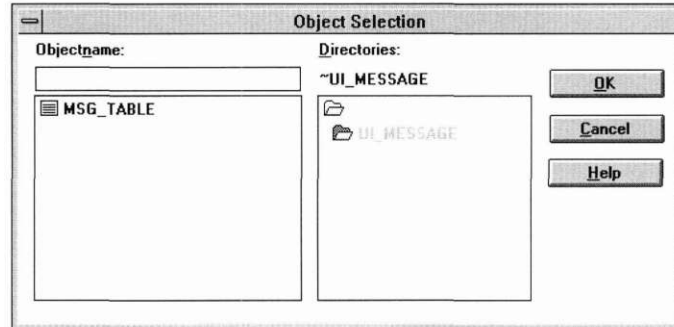 Object Selection
Objectname:
Directories:
~UI_MESSAGE
OK
MSG_TABLE
UI_MESSAGE
Cancel
Help